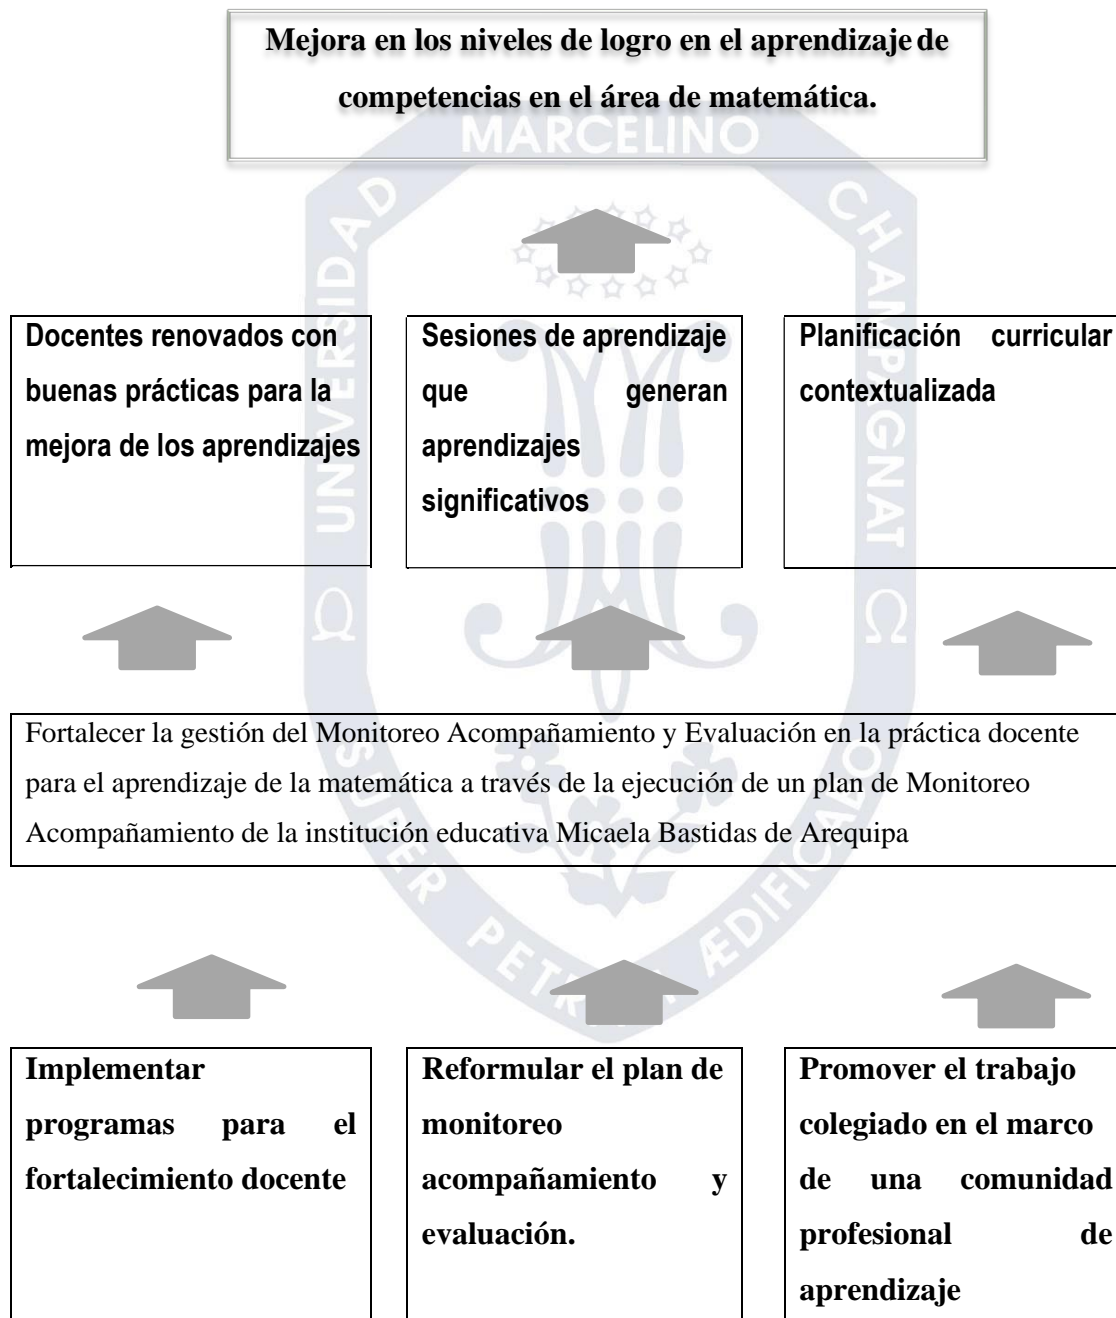 Mejora en los niveles de logro en el aprendizaje de
competencias en el área de matemática.
MARCELINO
UNIVERSIDAD
CHAMPAGNAT
Docentes renovados con
buenas prácticas para la
mejora de los aprendizajes
Sesiones de aprendizaje
que generan
aprendizajes
significativos
Planificación curricular
contextualizada
Ω
Ω
Fortalecer la gestión del Monitoreo Acompañamiento y Evaluación en la práctica docente
para el aprendizaje de la matemática a través de la ejecución de un plan de Monitoreo
Acompañamiento de la institución educativa Micaela Bastidas de Arequipa
SUPER
Implementar
programas para el
fortalecimiento docente
Reformular el plan de
monitoreo
acompañamiento y
evaluación.
Promover el trabajo
colegiado en el marco
de una comunidad
profesional de
aprendizaje